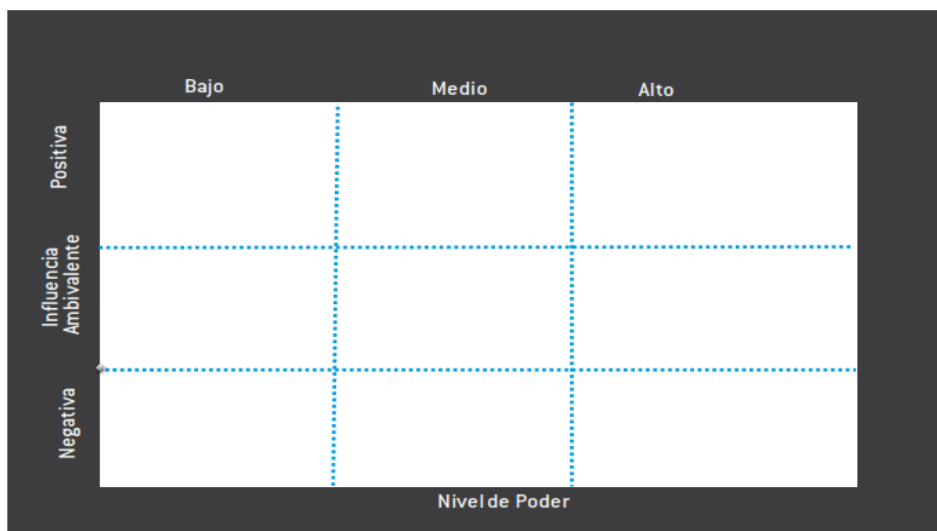 Bajo
Medio
Alto
Positiva
Influencia
Ambivalente
Negativa
Nivel de Poder